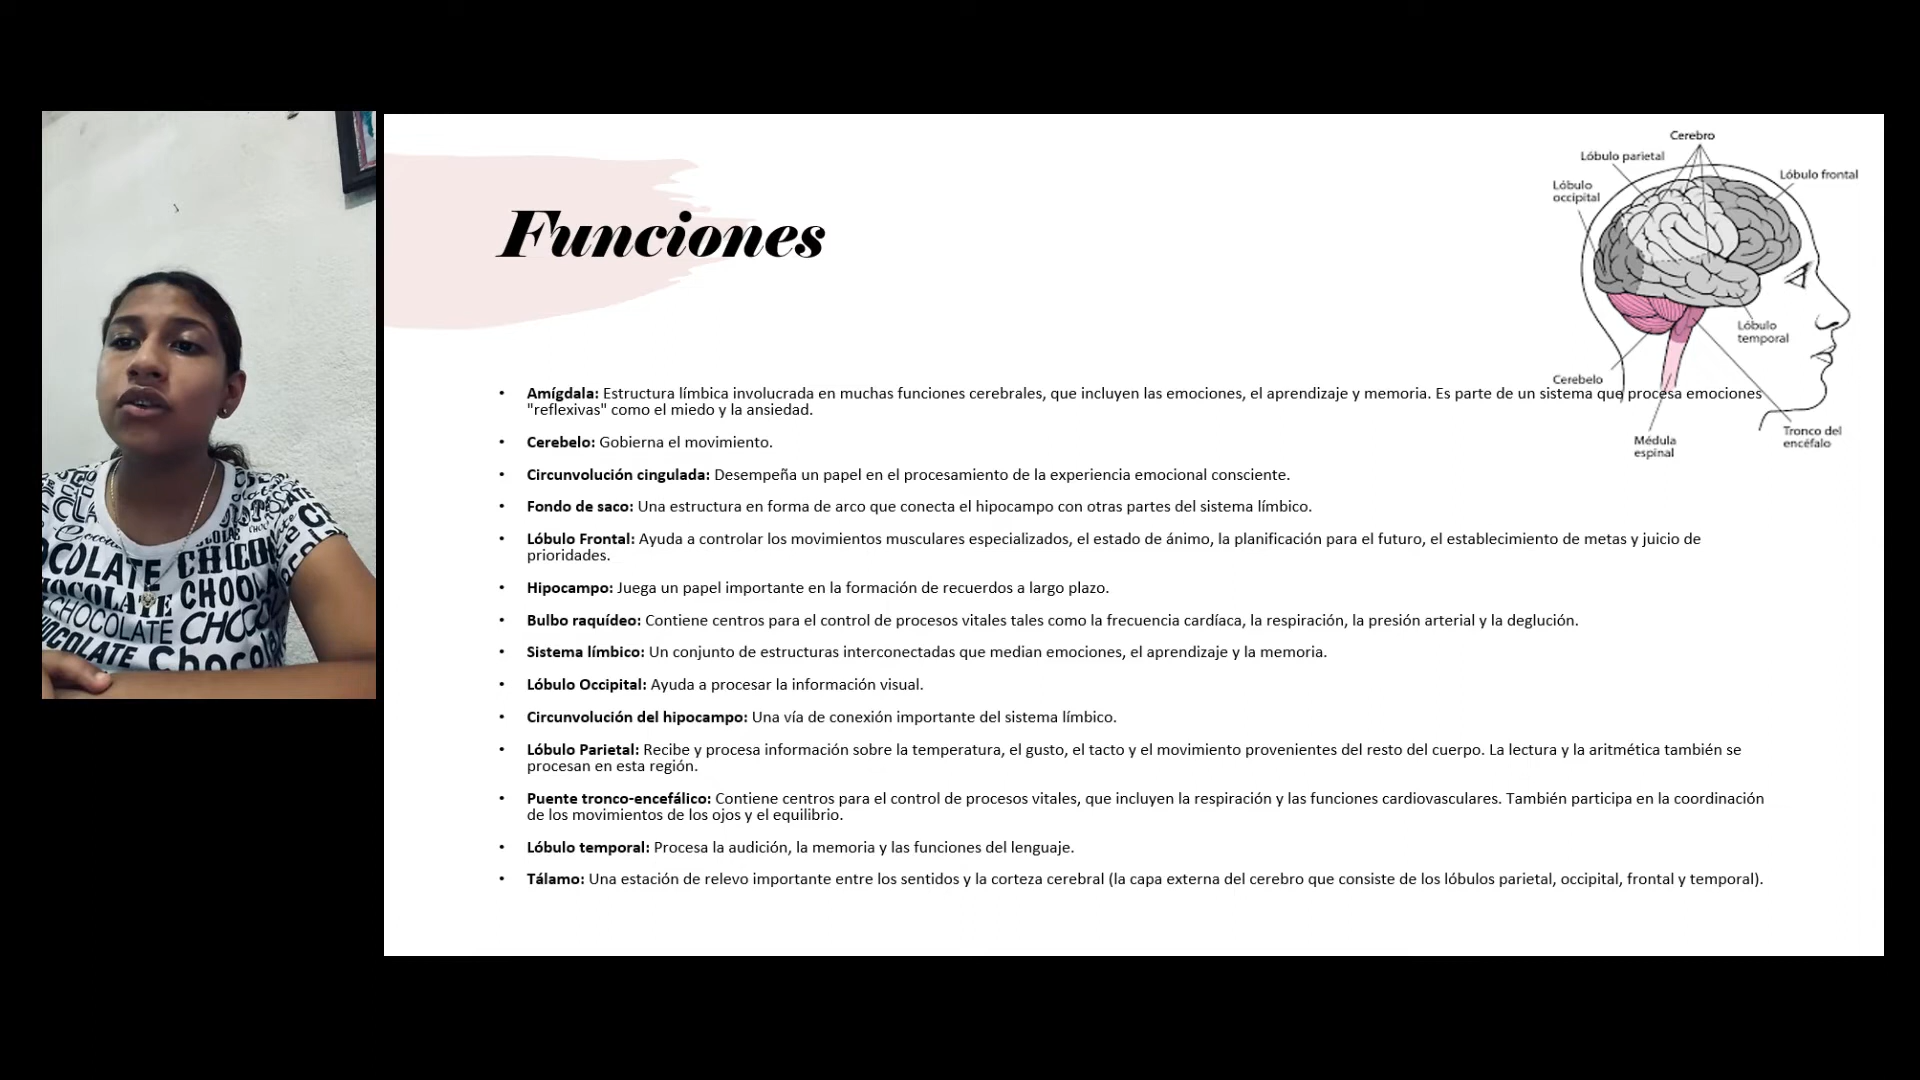 Funciones
Cerebro
Lóbulo parietal
Lóbulo frontal
Lóbulo
occipital
Lóbulo
temporal
Cerebelo
Médula
espinal
Tronco del
encéfalo
• Amígdala: Estructura límbica involucrada en muchas funciones cerebrales, que incluyen las emociones, el aprendizaje y memoria. Es parte de un sistema que procesa emociones
"reflexivas" como el miedo y la ansiedad.
• Cerebelo: Gobierna el movimiento.
• Circunvolución cingulada: Desempeña un papel en el procesamiento de la experiencia emocional consciente.
• Fondo de saco: Una estructura en forma de arco que conecta el hipocampo con otras partes del sistema límbico.
• Lóbulo Frontal: Ayuda a controlar los movimientos musculares especializados, el estado de ánimo, la planificación para el futuro, el establecimiento de metas y juicio de
prioridades.
• Hipocampo: Juega un papel importante en la formación de recuerdos a largo plazo.
• Bulbo raquídeo: Contiene centros para el control de procesos vitales tales como la frecuencia cardíaca, la respiración, la presión arterial y la deglución.
• Sistema límbico: Un conjunto de estructuras interconectadas que median emociones, el aprendizaje y la memoria.
• Lóbulo Occipital: Ayuda a procesar la información visual.
• Circunvolución del hipocampo: Una vía de conexión importante del sistema límbico.
• Lóbulo Parietal: Recibe y procesa información sobre la temperatura, el gusto, el tacto y el movimiento provenientes del resto del cuerpo. La lectura y la aritmética también se
procesan en esta región.
• Puente tronco-encefálico: Contiene centros para el control de procesos vitales, que incluyen la respiración y las funciones cardiovasculares. También participa en la coordinación
de los movimientos de los ojos y el equilibrio.
• Lóbulo temporal: Procesa la audición, la memoria y las funciones del lenguaje.
• Tálamo: Una estación de relevo importante entre los sentidos y la corteza cerebral (la capa externa del cerebro que consiste de los lóbulos parietal, occipital, frontal y temporal).
CHOCOLATE